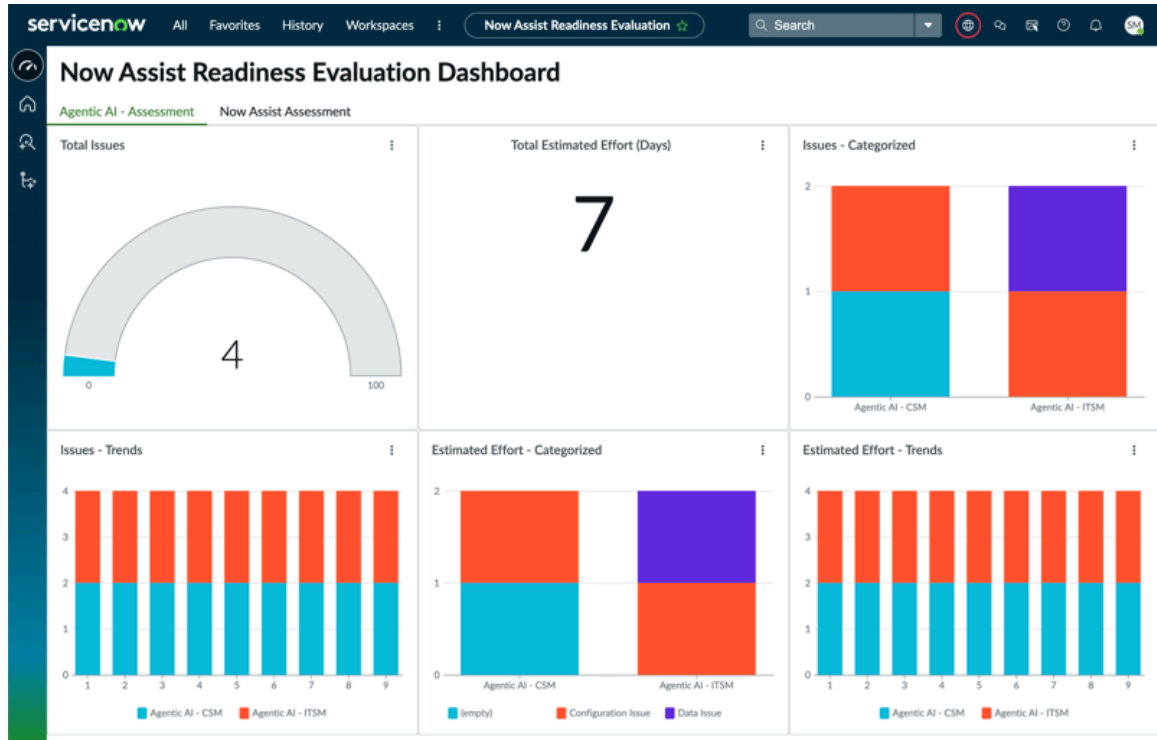 servicenow All Favorites History Workspaces Now Assist Readiness Evaluation Search SM
Now Assist Readiness Evaluation Dashboard
Agentic AI - Assessment Now Assist Assessment
Total Issues
4
0 100
Total Estimated Effort (Days)
7
Issues - Categorized
2
1
0
Agentic AI - CSM Agentic AI - ITSM
Issues - Trends
4
3
2
1
0
1 2 3 4 5 6 7 8 9
Agentic AI - CSM Agentic AI - ITSM
Estimated Effort - Categorized
2
1
0
Agentic AI - CSM Agentic AI - ITSM
(empty) Configuration Issue Data Issue
Estimated Effort - Trends
4
3
2
1
0
1 2 3 4 5 6 7 8 9
Agentic AI - CSM Agentic AI - ITSM